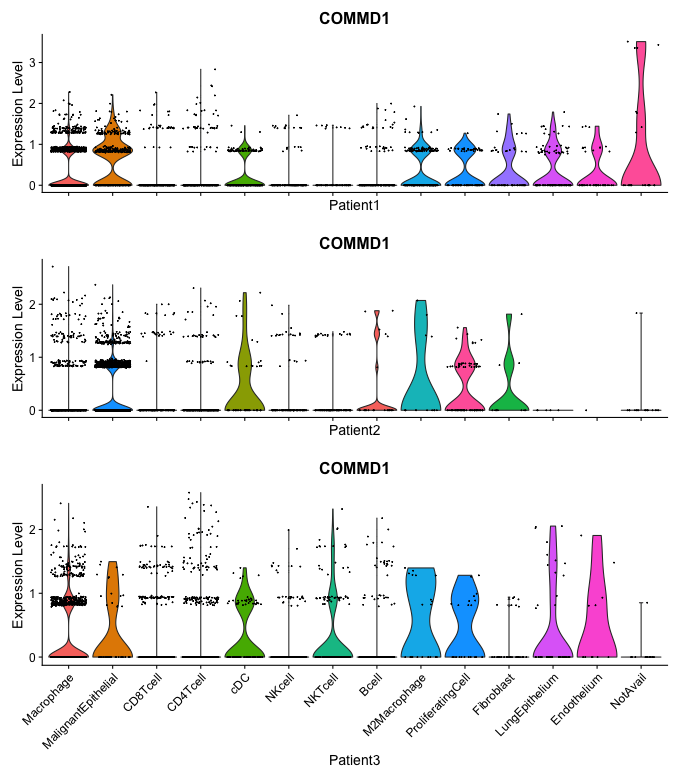 COMMD1
Expression Level
3
2
1
0
Patient1
COMMD1
Expression Level
2
1
0
Patient2
COMMD1
Expression Level
2
1
0
Macrophage
MalignantEpithelial
CD8Tcell
CD4Tcell
cDC
NKcell
NKTcell
Bcell
M2Macrophage
ProliferatingCell
Fibroblast
LungEpithelium
Endothelium
NotAvail
Patient3